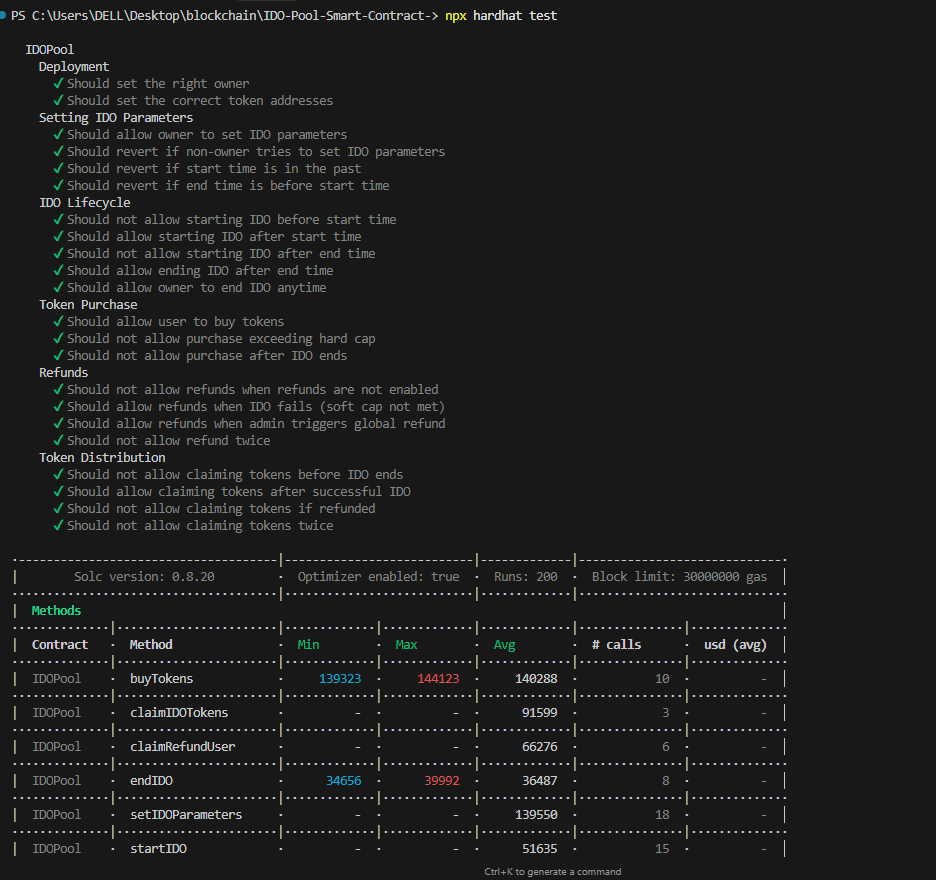 PS C:\Users\DELL\Desktop\blockchain\IDO-Pool-Smart-Contract-> npx hardhat test
IDOPool
Deployment
✓ Should set the right owner
✓ Should set the correct token addresses
Setting IDO Parameters
✓ Should allow owner to set IDO parameters
✓ Should revert if non-owner tries to set IDO parameters
✓ Should revert if start time is in the past
✓ Should revert if end time is before start time
IDO Lifecycle
✓ Should not allow starting IDO before start time
✓ Should allow starting IDO after start time
✓ Should not allow starting IDO after end time
✓ Should allow ending IDO after end time
✓ Should allow owner to end IDO anytime
Token Purchase
✓ Should allow user to buy tokens
✓ Should not allow purchase exceeding hard cap
✓ Should not allow purchase after IDO ends
Refunds
✓ Should not allow refunds when refunds are not enabled
✓ Should allow refunds when IDO fails (soft cap not met)
✓ Should allow refunds when admin triggers global refund
✓ Should not allow refund twice
Token Distribution
✓ Should not allow claiming tokens before IDO ends
✓ Should allow claiming tokens after successful IDO
✓ Should not allow claiming tokens if refunded
✓ Should not allow claiming tokens twice
| Solc version: 0.8.20 · Optimizer enabled: true · Runs: 200 · Block limit: 30000000 gas |
| Methods |
| Contract · Method · Min · Max · Avg · # calls · usd (avg) |
| IDOPool · buyTokens · 139323 · 144123 · 140288 · 10 · - |
| IDOPool · claimIDOTokens · - · - · 91599 · 3 · - |
| IDOPool · claimRefundUser · - · - · 66276 · 6 · - |
| IDOPool · endIDO · 34656 · 39992 · 36487 · 8 · - |
| IDOPool · setIDOParameters · - · - · 139550 · 18 · - |
| IDOPool · startIDO · - · - · 51635 · 15 · - |
Ctrl+K to generate a command